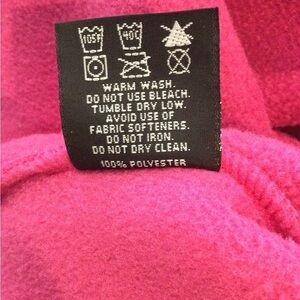 105F 40C
WARM WASH.
DO NOT USE BLEACH.
TUMBLE DRY LOW.
AVOID USE OF
FABRIC SOFTENERS.
DO NOT IRON.
DO NOT DRY CLEAN.
100% POLYESTER